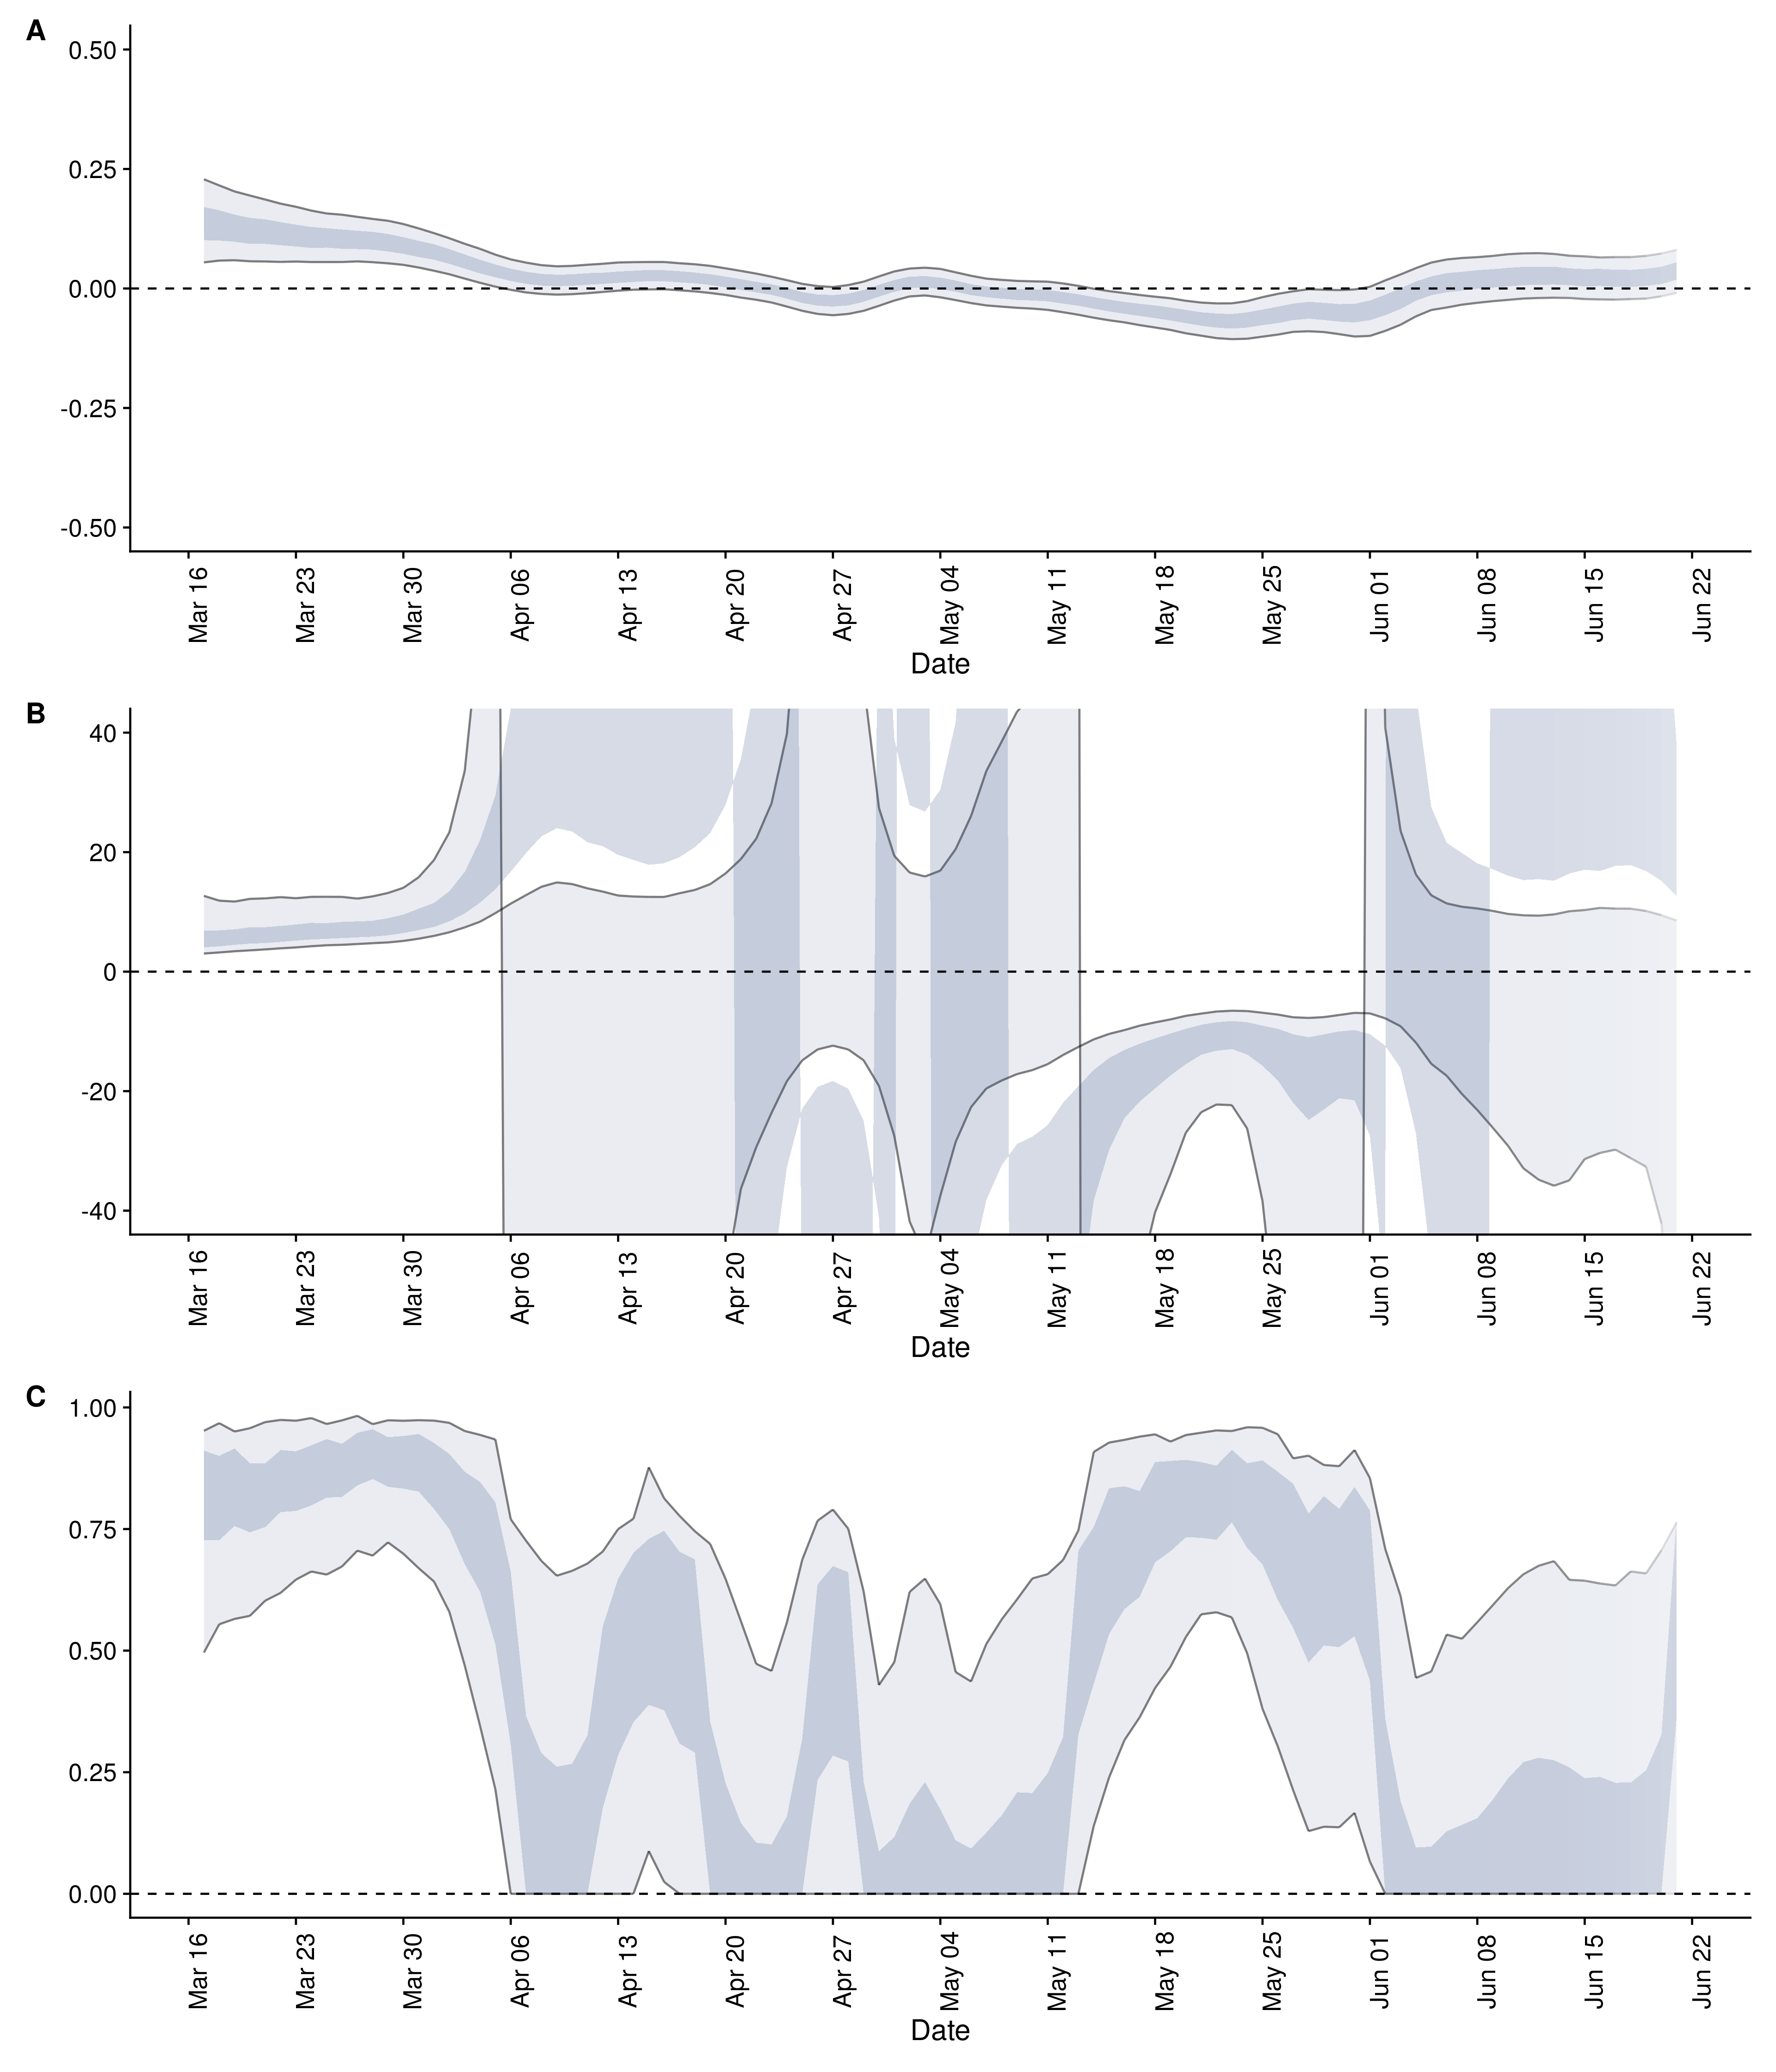 A
0.50
0.25
0.00
-0.25
-0.50
Mar 16
Mar 23
Mar 30
Apr 06
Apr 13
Apr 20
Apr 27
May 04
May 11
May 18
May 25
Jun 01
Jun 08
Jun 15
Jun 22
Date
B
40
20
0
-20
-40
Mar 16
Mar 23
Mar 30
Apr 06
Apr 13
Apr 20
Apr 27
May 04
May 11
May 18
May 25
Jun 01
Jun 08
Jun 15
Jun 22
Date
C
1.00
0.75
0.50
0.25
0.00
Mar 16
Mar 23
Mar 30
Apr 06
Apr 13
Apr 20
Apr 27
May 04
May 11
May 18
May 25
Jun 01
Jun 08
Jun 15
Jun 22
Date